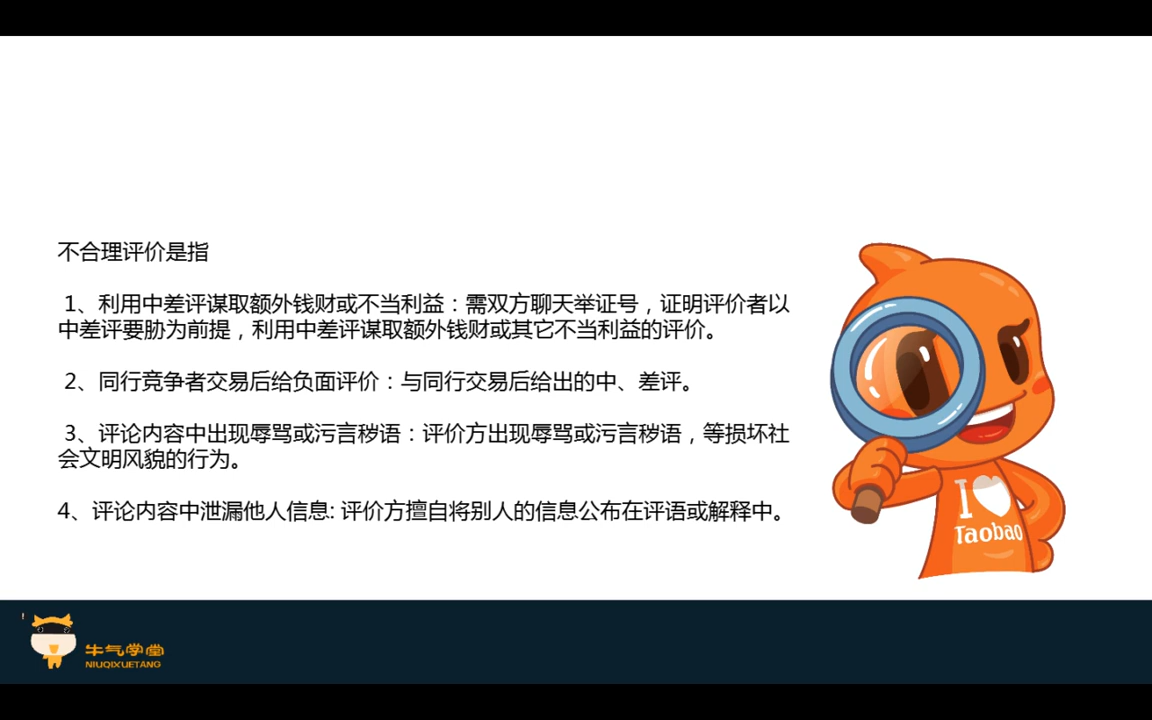 不合理评价是指
1、利用中差评谋取额外钱财或不当利益：需双方聊天举证号，证明评价者以
中差评要胁为前提，利用中差评谋取额外钱财或其它不当利益的评价。
2、同行竞争者交易后给负面评价：与同行交易后给出的中、差评。
3、评论内容中出现辱骂或污言秽语：评价方出现辱骂或污言秽语，等损坏社
会文明风貌的行为。
4、评论内容中泄漏他人信息: 评价方擅自将别人的信息公布在评语或解释中。
I
Taobao
牛气学堂
NIUQIXUETANG